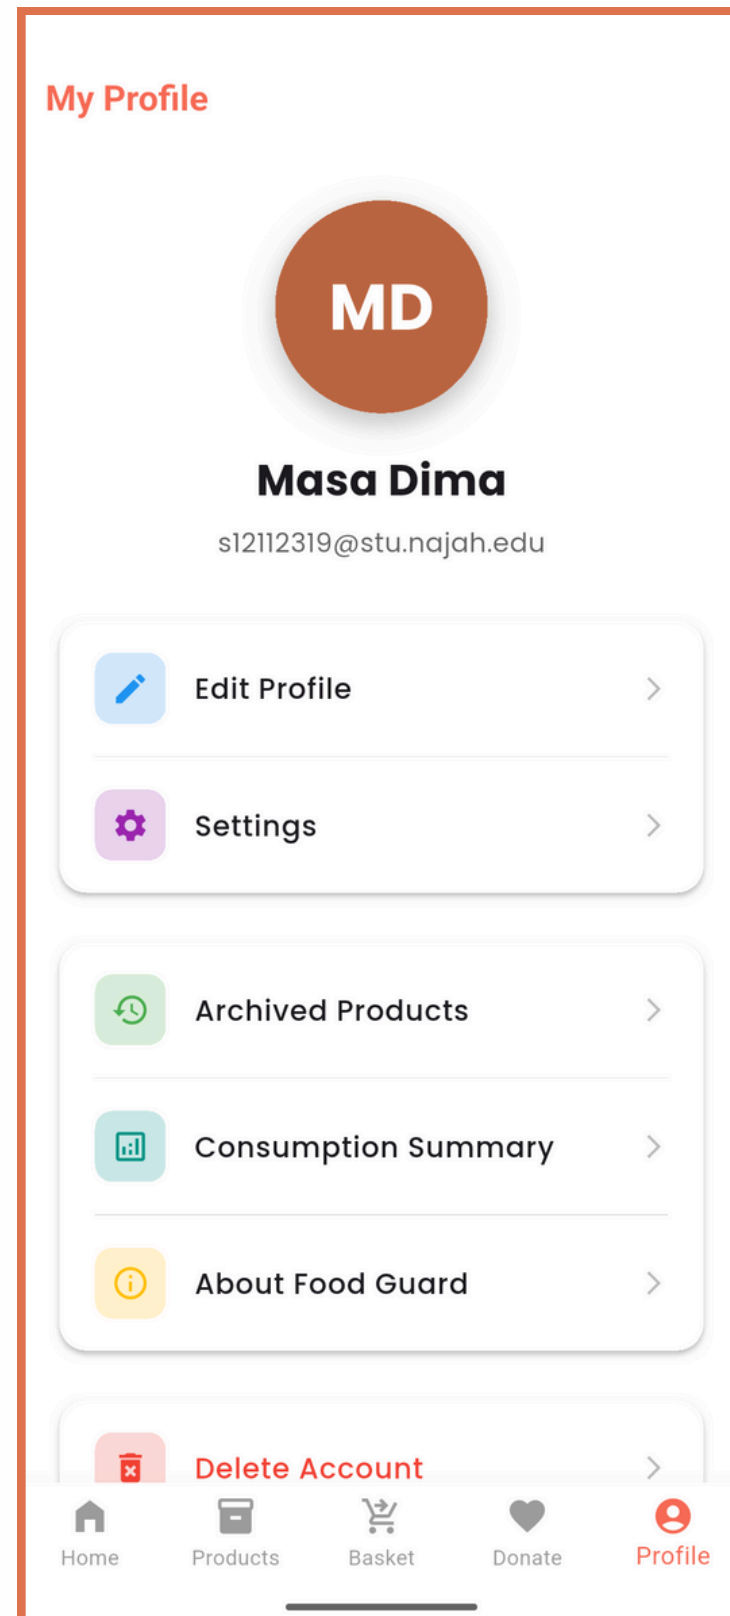 My Profile
MD
Masa Dima
s12112319@stu.najah.edu
Edit Profile
Settings
Archived Products
Consumption Summary
About Food Guard
Delete Account
Home
Products
Basket
Donate
Profile